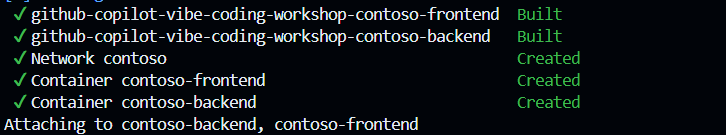 ✓ github-copilot-vibe-coding-workshop-contoso-frontend Built
✓ github-copilot-vibe-coding-workshop-contoso-backend Built
✓ Network contoso Created
✓ Container contoso-frontend Created
✓ Container contoso-backend Created
Attaching to contoso-backend, contoso-frontend